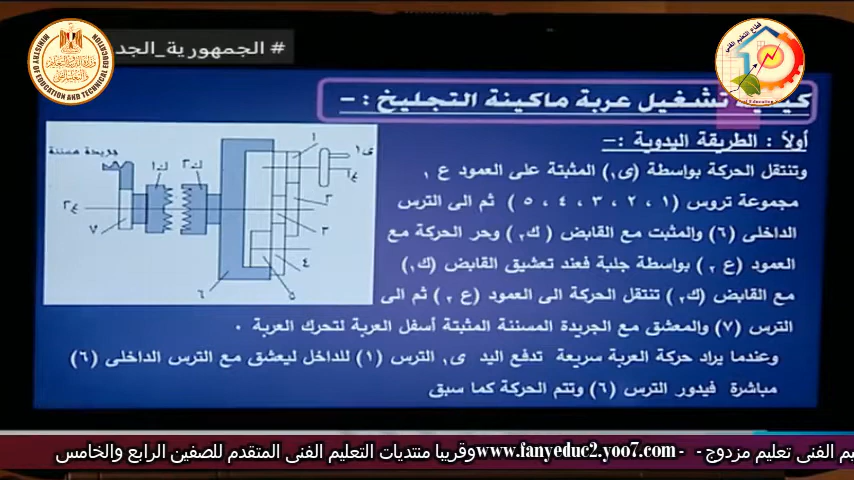 # الجمهورية_الجد
MINISTRY OF EDUCATION AND TECHNICAL EDUCATION
قطاع التعليم الفنى
كيفية تشغيل عربة ماكينة التجليخ : -
أولاً : الطريقة اليدوية :-
وتنتقل الحركة بواسطة (ى١) المثبتة على العمود ع ١
مجموعة تروس (١ ، ٢ ، ٣ ، ٤ ، ٥ ) ثم الى الترس
الداخلى (٦) والمثبت مع القابض ( ك٢) وحر الحركة مع
العمود (ع ٢) بواسطة جلبة فعند تعشيق القابض (ك١)
مع القابض (ك٢) تنتقل الحركة الى العمود (ع ٢) ثم الى
الترس (٧) والمعشق مع الجريدة المسننة المثبتة أسفل العربة لتحرك العربة ٠
وعندما يراد حركة العربة سريعة تدفع اليد ى١ الترس (١) للداخل ليعشق مع الترس الداخلى (٦)
مباشرة فيدور الترس (٦) وتتم الحركة كما سبق
جريدة مسننة
ك١
ك٢
١
ى١
ع١
٢
٣
٤
٥
٦
٧
ع٢
يم الفنى تعليم مزدوج - - www.fanyeduc2.yoo7.com وقريبا منتديات التعليم الفنى المتقدم للصفين الرابع والخامس